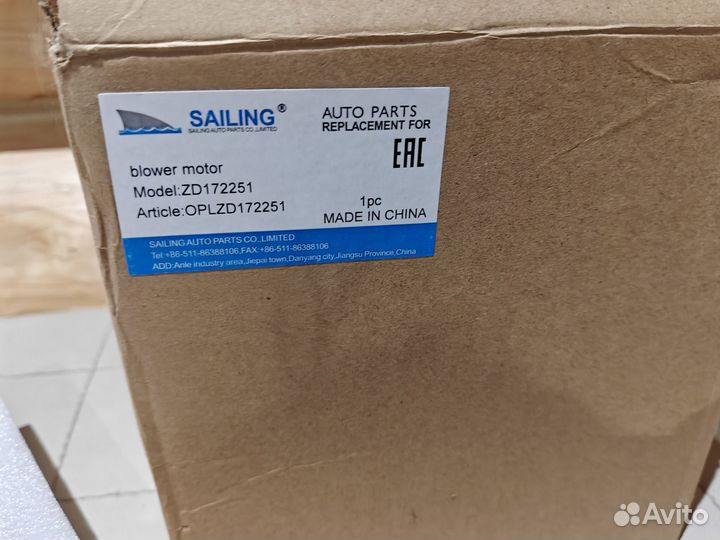 SAILING®
SAILING AUTO PARTS CO.,LIMITED
AUTO PARTS
REPLACEMENT FOR
EAC
blower motor
Model:ZD172251
Article:OPLZD172251
1pc
MADE IN CHINA
SAILING AUTO PARTS CO.,LIMITED
Tel:+86-511-86388106,FAX:+86-511-86388106
ADD:Anle industry area,Jiepai town,Danyang city,Jiangsu Province,China
Avito